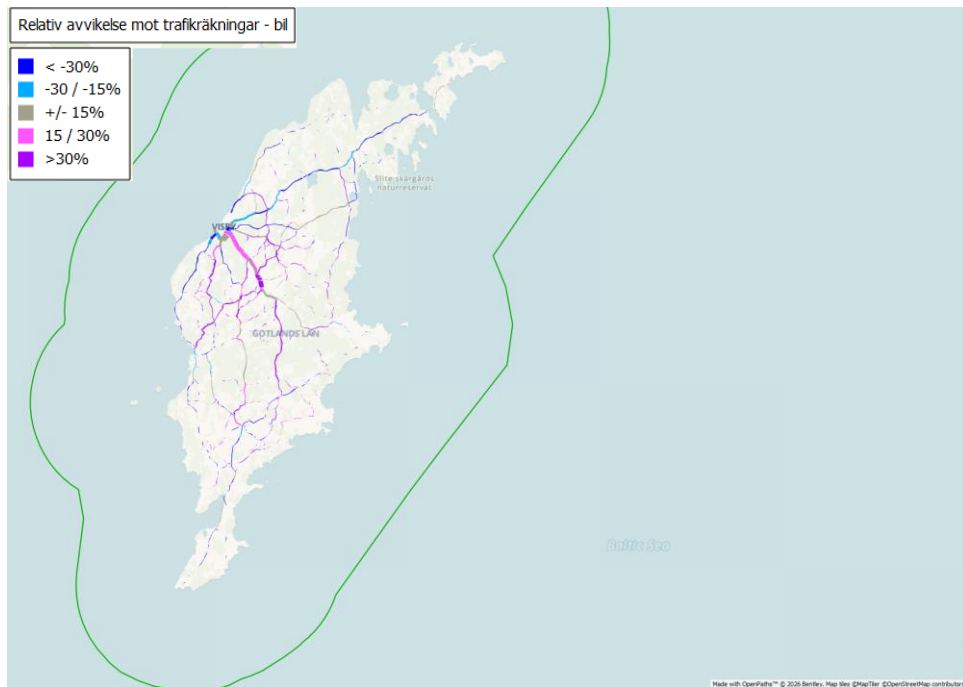 Relativ avvikelse mot trafikräkningar - bil
< -30%
-30 / -15%
+/- 15%
15 / 30%
>30%
Slite skärgårds
naturreservat
VISBY
GOTLANDS LÄN
Baltic Sea
Made with OpenPaths™ © 2026 Bentley. Map tiles ©MapTiler ©OpenStreetMap contributors